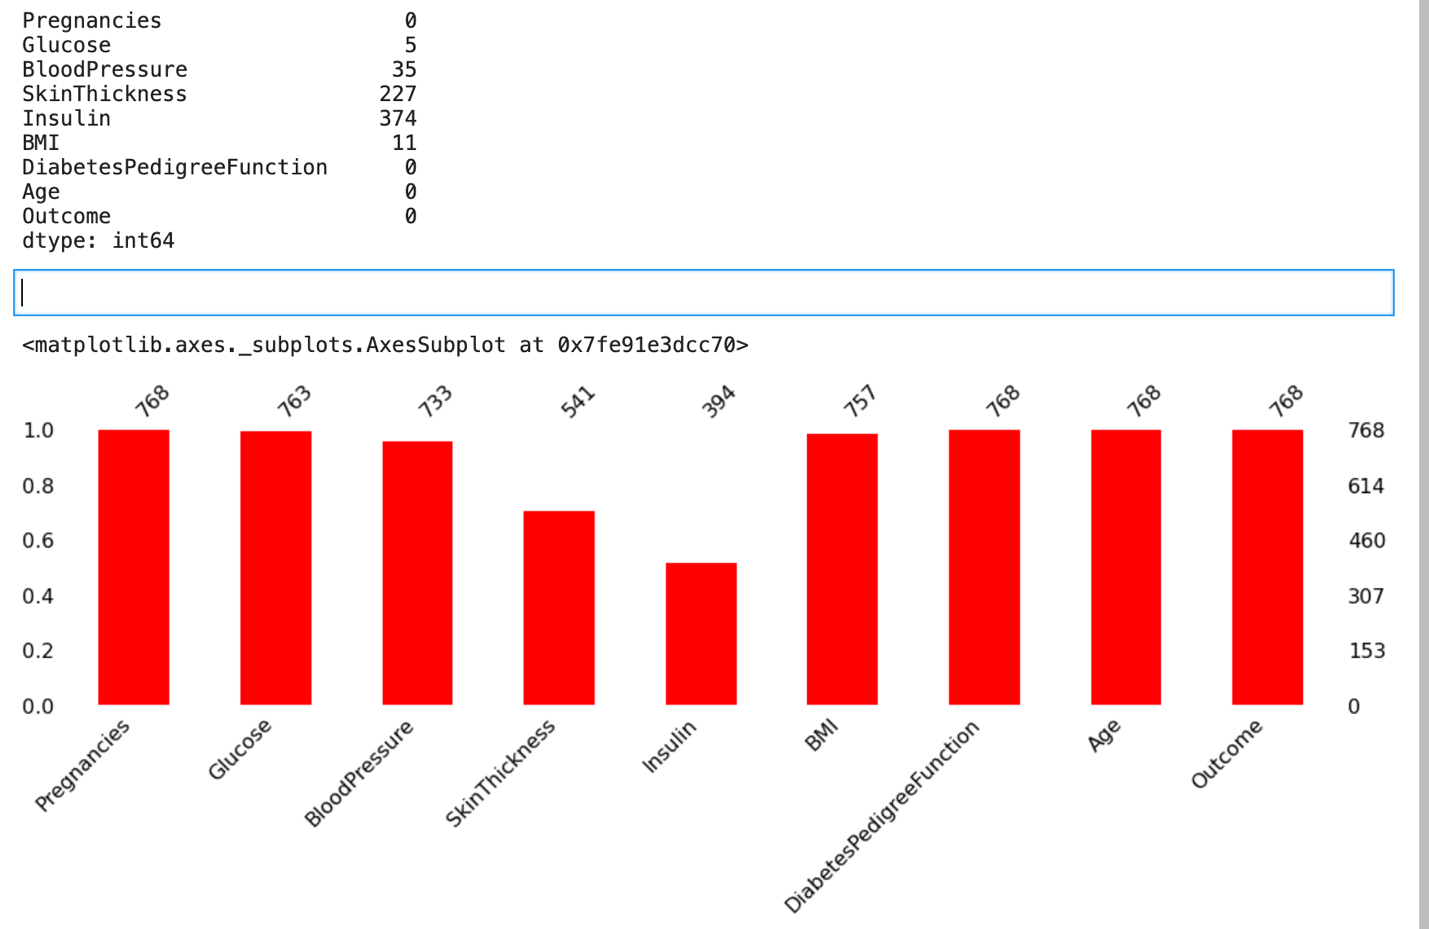 Pregnancies 0
Glucose 5
BloodPressure 35
SkinThickness 227
Insulin 374
BMI 11
DiabetesPedigreeFunction 0
Age 0
Outcome 0
dtype: int64
<matplotlib.axes._subplots.AxesSubplot at 0x7fe91e3dcc70>
768 763 733 541 394 757 768 768 768
1.0 768
0.8 614
0.6 460
0.4 307
0.2 153
0.0 0
Pregnancies Glucose BloodPressure SkinThickness Insulin BMI DiabetesPedigreeFunction Age Outcome